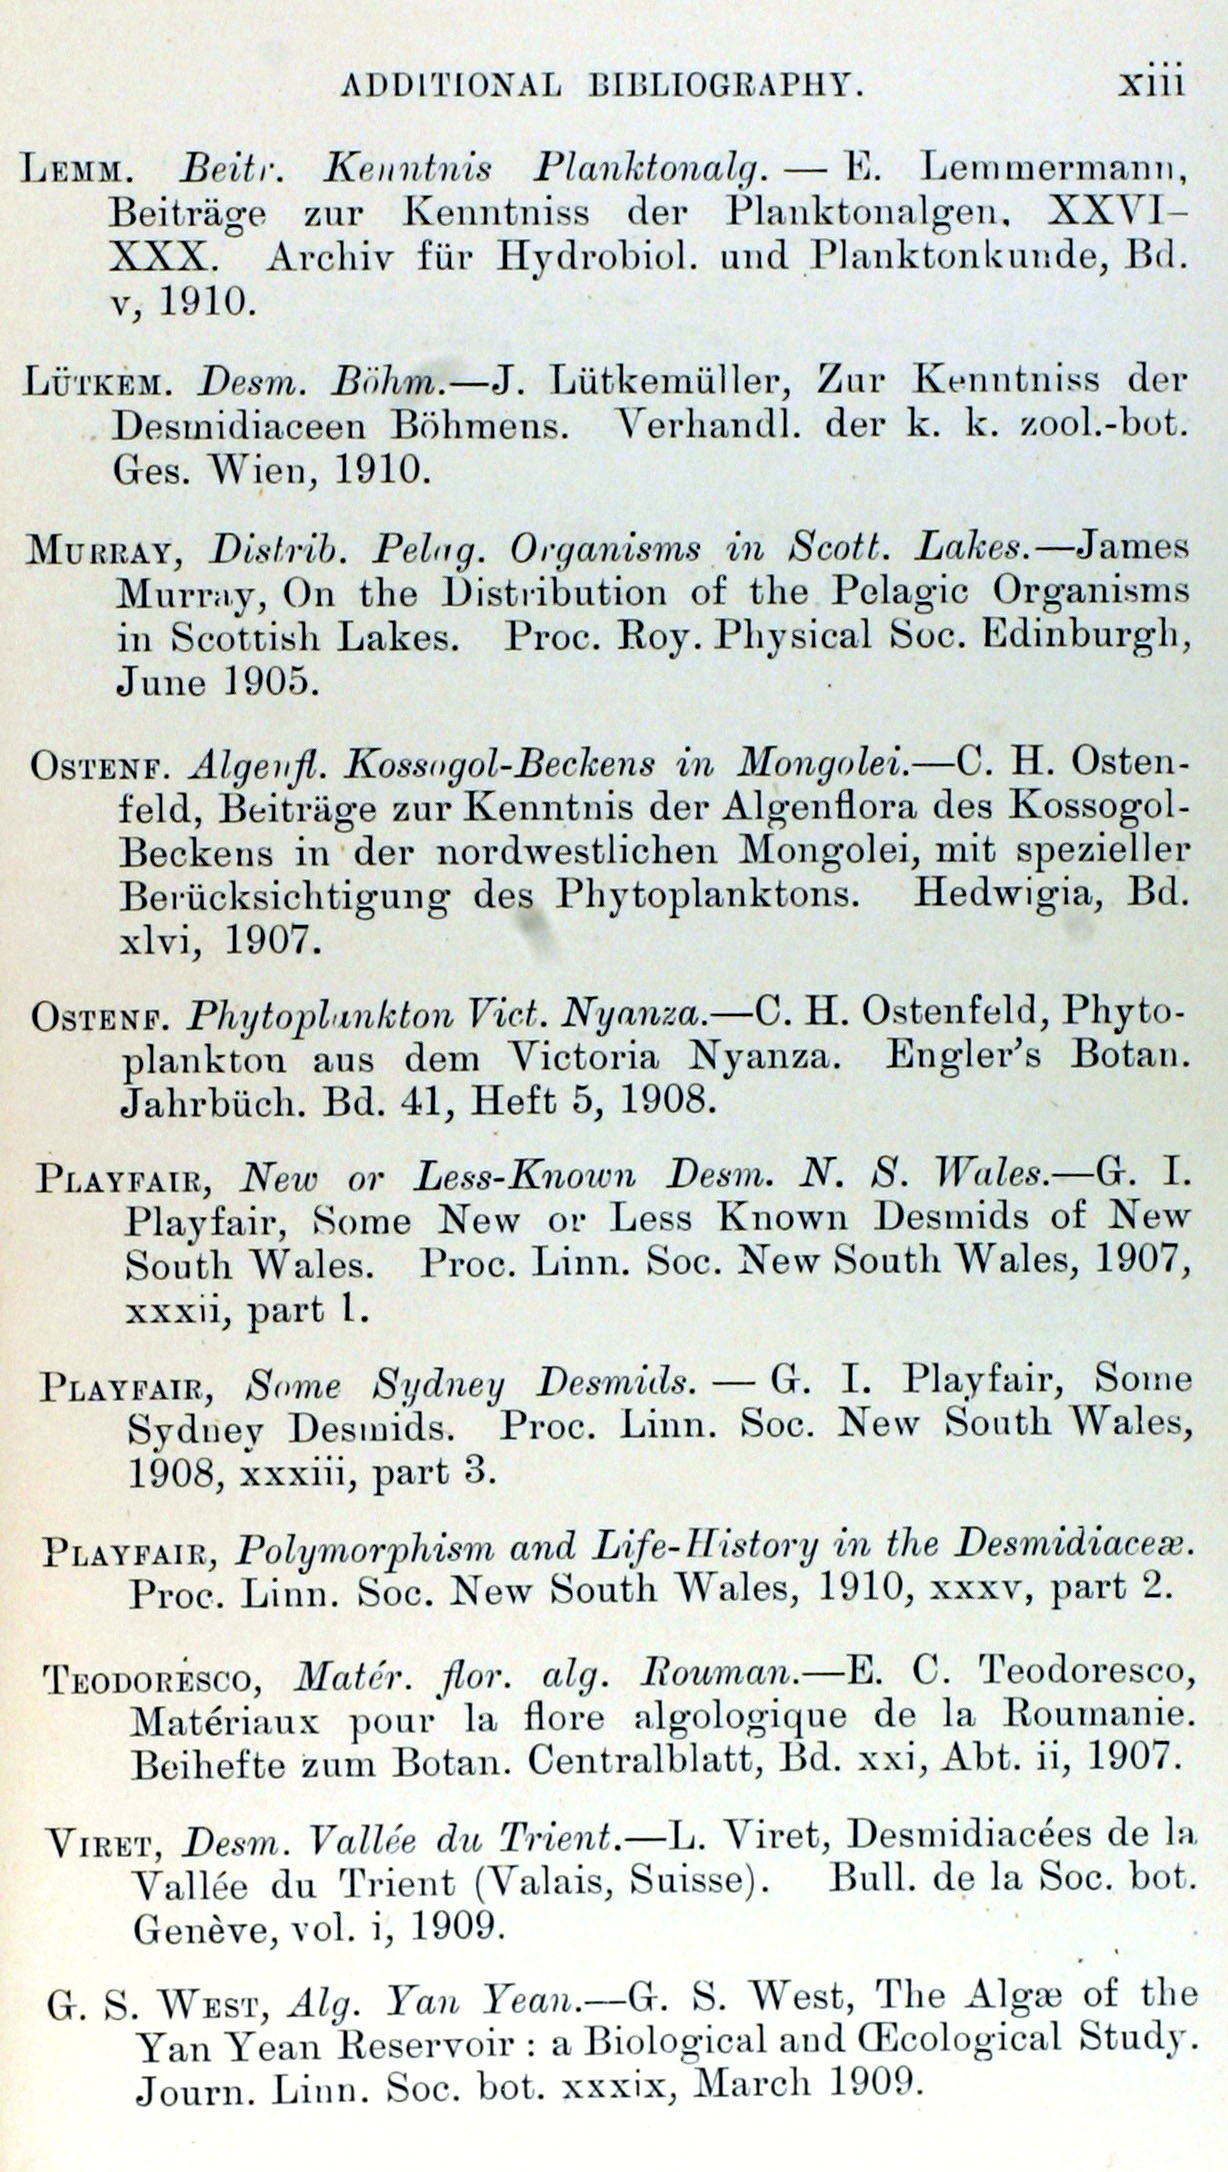 ADDITIONAL BIBLIOGRAPHY. xiii
LEMM. Beitr. Kenntnis Planktonalg. — E. Lemmermann,
Beiträge zur Kenntniss der Planktonalgen. XXVI–
XXX. Archiv für Hydrobiol. und Planktonkunde, Bd.
v, 1910.
LÜTKEM. Desm. Böhm.—J. Lütkemüller, Zur Kenntniss der
Desmidiaceen Böhmens. Verhandl. der k. k. zool.-bot.
Ges. Wien, 1910.
MURRAY, Distrib. Pelag. Organisms in Scott. Lakes.—James
Murray, On the Distribution of the Pelagic Organisms
in Scottish Lakes. Proc. Roy. Physical Soc. Edinburgh,
June 1905.
OSTENF. Algenfl. Kossogol-Beckens in Mongolei.—C. H. Osten-
feld, Beiträge zur Kenntnis der Algenflora des Kossogol-
Beckens in der nordwestlichen Mongolei, mit spezieller
Berücksichtigung des Phytoplanktons. Hedwigia, Bd.
xlvi, 1907.
OSTENF. Phytoplankton Vict. Nyanza.—C. H. Ostenfeld, Phyto-
plankton aus dem Victoria Nyanza. Engler's Botan.
Jahrbüch. Bd. 41, Heft 5, 1908.
PLAYFAIR, New or Less-Known Desm. N. S. Wales.—G. I.
Playfair, Some New or Less Known Desmids of New
South Wales. Proc. Linn. Soc. New South Wales, 1907,
xxxii, part 1.
PLAYFAIR, Some Sydney Desmids. — G. I. Playfair, Some
Sydney Desmids. Proc. Linn. Soc. New South Wales,
1908, xxxiii, part 3.
PLAYFAIR, Polymorphism and Life-History in the Desmidiaceæ.
Proc. Linn. Soc. New South Wales, 1910, xxxv, part 2.
TEODORESCO, Matér. flor. alg. Rouman.—E. C. Teodoresco,
Matériaux pour la flore algologique de la Roumanie.
Beihefte zum Botan. Centralblatt, Bd. xxi, Abt. ii, 1907.
VIRET, Desm. Vallée du Trient.—L. Viret, Desmidiacées de la
Vallée du Trient (Valais, Suisse). Bull. de la Soc. bot.
Genève, vol. i, 1909.
G. S. WEST, Alg. Yan Yean.—G. S. West, The Algæ of the
Yan Yean Reservoir : a Biological and Œcological Study.
Journ. Linn. Soc. bot. xxxix, March 1909.